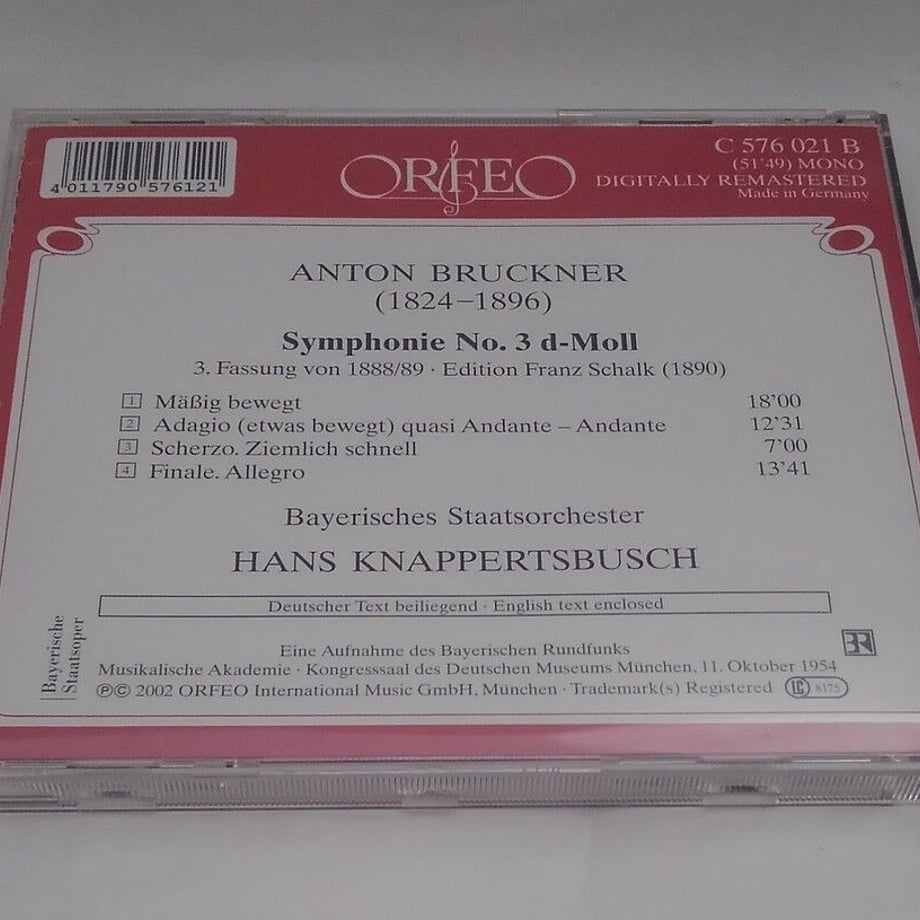 4 011790 576121
ORFEO
C 576 021 B
(51'49) MONO
DIGITALLY REMASTERED
Made in Germany
ANTON BRUCKNER
(1824–1896)
Symphonie No. 3 d-Moll
3. Fassung von 1888/89 · Edition Franz Schalk (1890)
1 Mäßig bewegt 18'00
2 Adagio (etwas bewegt) quasi Andante – Andante 12'31
3 Scherzo. Ziemlich schnell 7'00
4 Finale. Allegro 13'41
Bayerisches Staatsorchester
HANS KNAPPERTSBUSCH
Deutscher Text beiliegend · English text enclosed
Bayerische
Staatsoper
Eine Aufnahme des Bayerischen Rundfunks
BR
Musikalische Akademie · Kongresssaal des Deutschen Museums München, 11. Oktober 1954
℗© 2002 ORFEO International Music GmbH, München · Trademark(s) Registered LC 8175